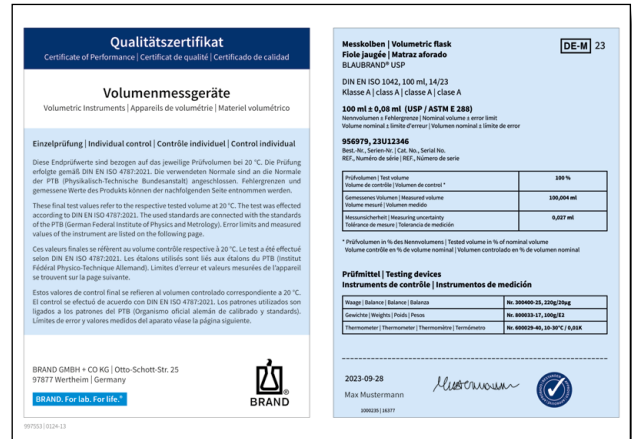 Qualitätszertifikat
Certificate of Performance | Certificat de qualité | Certificado de calidad
Volumenmessgeräte
Volumetric Instruments | Appareils de volumétrie | Materiel volumétrico
Einzelprüfung | Individual control | Contrôle individuel | Control individual
Diese Endprüfwerte sind bezogen auf das jeweilige Prüfvolumen bei 20 °C. Die Prüfung
erfolgte gemäß DIN EN ISO 4787:2021. Die verwendeten Normale sind an die Normale
der PTB (Physikalisch-Technische Bundesanstalt) angeschlossen. Fehlergrenzen und
gemessene Werte des Produkts können der nachfolgenden Seite entnommen werden.
These final test values refer to the respective tested volume at 20 °C. The test was effected
according to DIN EN ISO 4787:2021. The used standards are connected with the standards
of the PTB (German Federal Institute of Physics and Metrology). Error limits and measured
values of the instrument are listed on the following page.
Ces valeurs finales se réfèrent au volume contrôle respective à 20 °C. Le test a été effectué
selon DIN EN ISO 4787:2021. Les étalons utilisés sont liés aux étalons du PTB (Institut
Fédéral Physico-Technique Allemand). Limites d'erreur et valeurs mesurées de l'appareil
se trouvent sur la page suivante.
Estos valores de control final se refieren al volumen controlado correspondiente a 20 °C.
El control se efectuó de acuerdo con DIN EN ISO 4787:2021. Los patrones utilizados son
ligados a los patrones del PTB (Organismo oficial alemán de calibrado y standards).
Límites de error y valores medidos del aparato véase la página siguiente.
BRAND GMBH + CO KG | Otto-Schott-Str. 25
97877 Wertheim | Germany
BRAND. For lab. For life.®
BRAND
997553 | 0124-13
Messkolben | Volumetric flask
Fiole jaugée | Matraz aforado
BLAUBRAND® USP
DE-M 23
DIN EN ISO 1042, 100 ml, 14/23
Klasse A | class A | classe A | clase A
100 ml ± 0,08 ml (USP / ASTM E 288)
Nennvolumen ± Fehlergrenze | Nominal volume ± error limit
Volume nominal ± limite d'erreur | Volumen nominal ± límite de error
956979, 23U12346
Best.-Nr., Serien-Nr. | Cat. No., Serial No.
REF., Numéro de série | REF., Número de serie
Prüfvolumen | Test volume
Volume de contrôle | Volumen de control *
100 %
Gemessenes Volumen | Measured volume
Volume mesuré | Volumen medido
100,004 ml
Messunsicherheit | Measuring uncertainty
Tolérance de mesure | Tolerancia de medición
0,027 ml
* Prüfvolumen in % des Nennvolumens | Tested volume in % of nominal volume
Volume contrôle en % de volume nominal | Volumen controlado en % de volumen nominal
Prüfmittel | Testing devices
Instruments de contrôle | Instrumentos de medición
Waage | Balance | Balance | Balanza
Nr. 300400-25, 220g/20µg
Gewichte | Weights | Poids | Pesos
Nr. 800033-17, 100g/E2
Thermometer | Thermometer | Thermomètre | Termómetro
Nr. 600029-40, 10-30°C / 0,01K
2023-09-28
Mustermann
Max Mustermann
1000235 | 16377